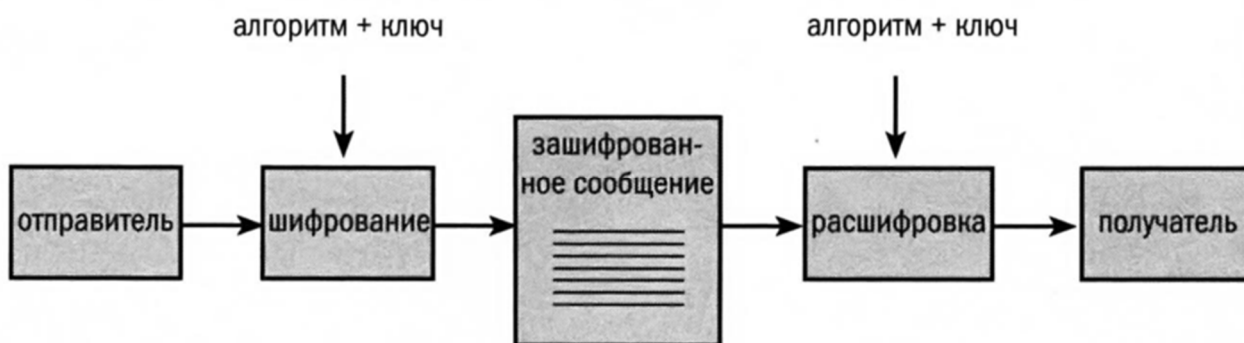 алгоритм + ключ
алгоритм + ключ
отправитель
шифрование
зашифрован-
ное сообщение
расшифровка
получатель